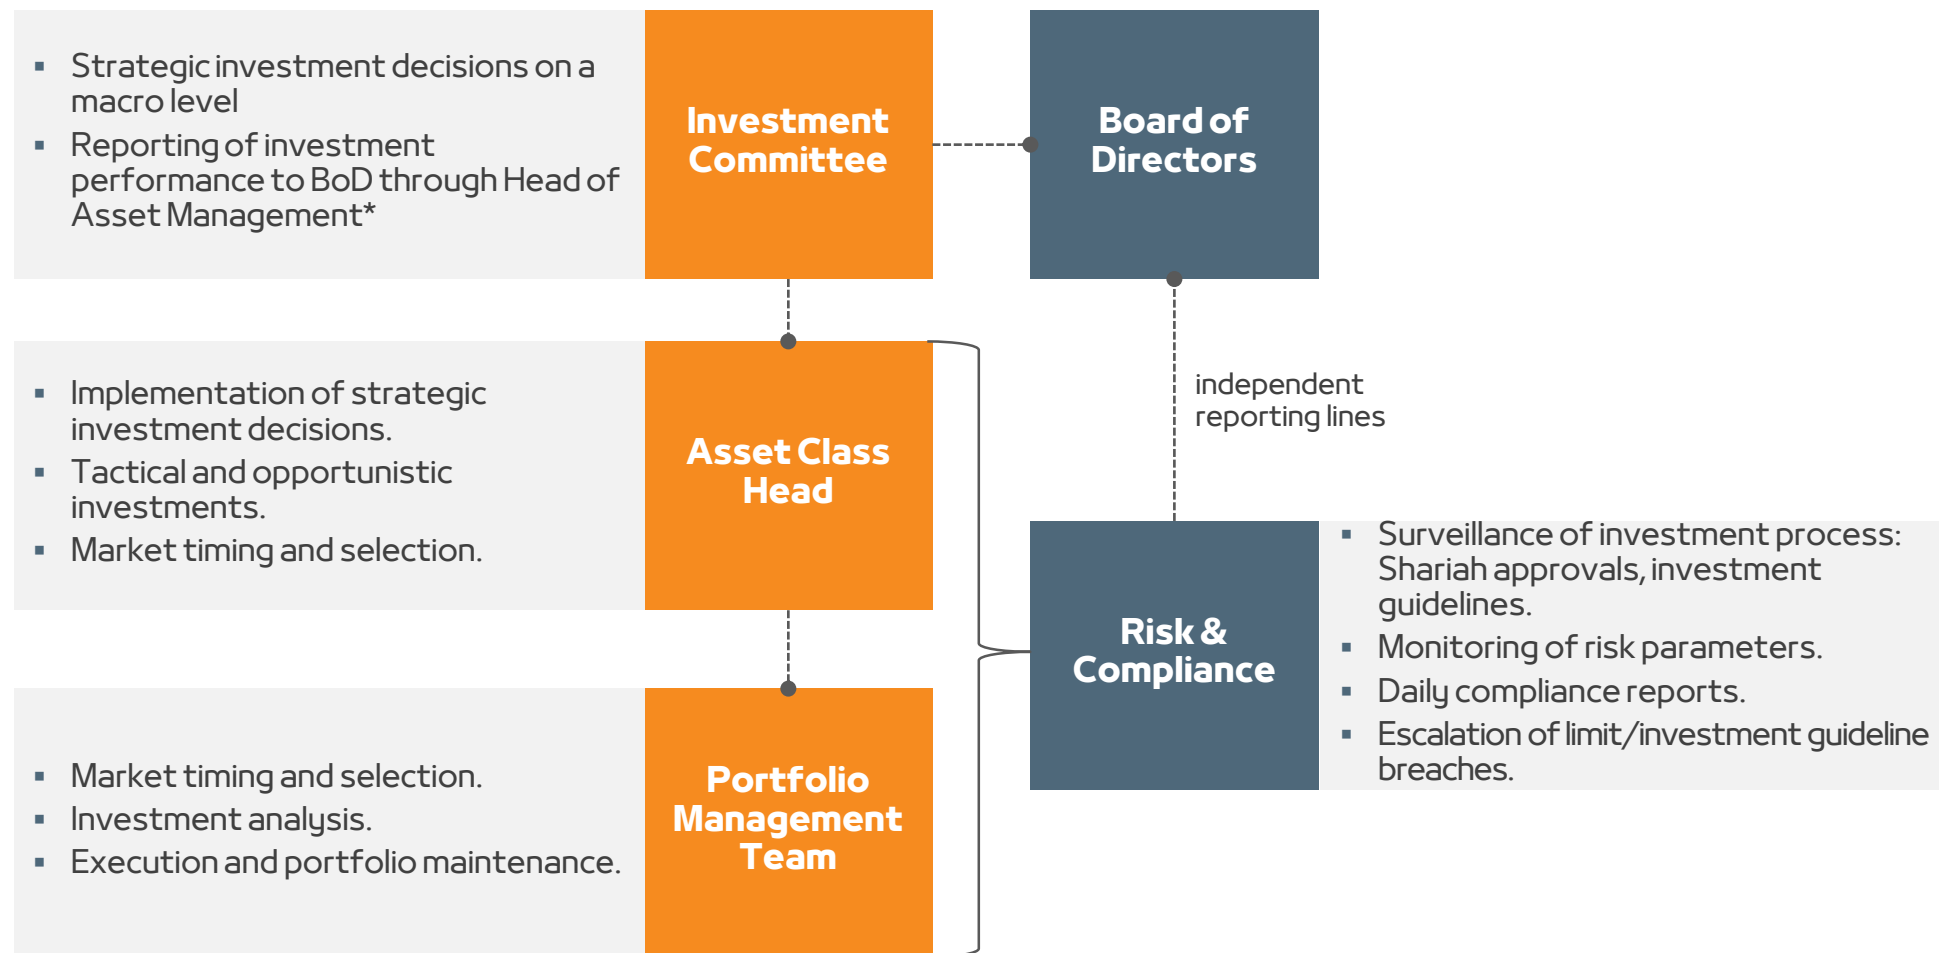 Strategic investment decisions on a
macro level
Reporting of investment
performance to BoD through Head of
Asset Management*
Investment
Committee
Board of
Directors
Implementation of strategic
investment decisions.
Tactical and opportunistic
investments.
Market timing and selection.
Asset Class
Head
independent
reporting lines
Market timing and selection.
Investment analysis.
Execution and portfolio maintenance.
Portfolio
Management
Team
Risk &
Compliance
Surveillance of investment process:
Shariah approvals, investment
guidelines.
Monitoring of risk parameters.
Daily compliance reports.
Escalation of limit/investment guideline
breaches.